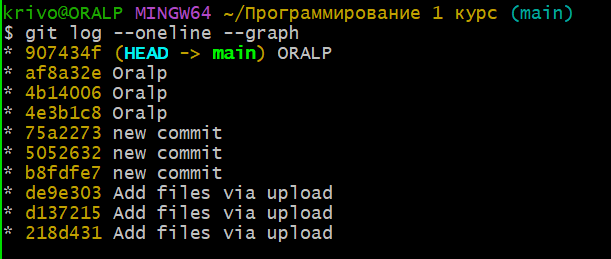 krivo@ORALP MINGW64 ~/Программирование 1 курс (main)
$ git log --oneline --graph
* 907434f (HEAD -> main) ORALP
* af8a32e Oralp
* 4b14006 Oralp
* 4e3b1c8 Oralp
* 75a2273 new commit
* 5052632 new commit
* b8fdfe7 new commit
* de9e303 Add files via upload
* d137215 Add files via upload
* 218d431 Add files via upload